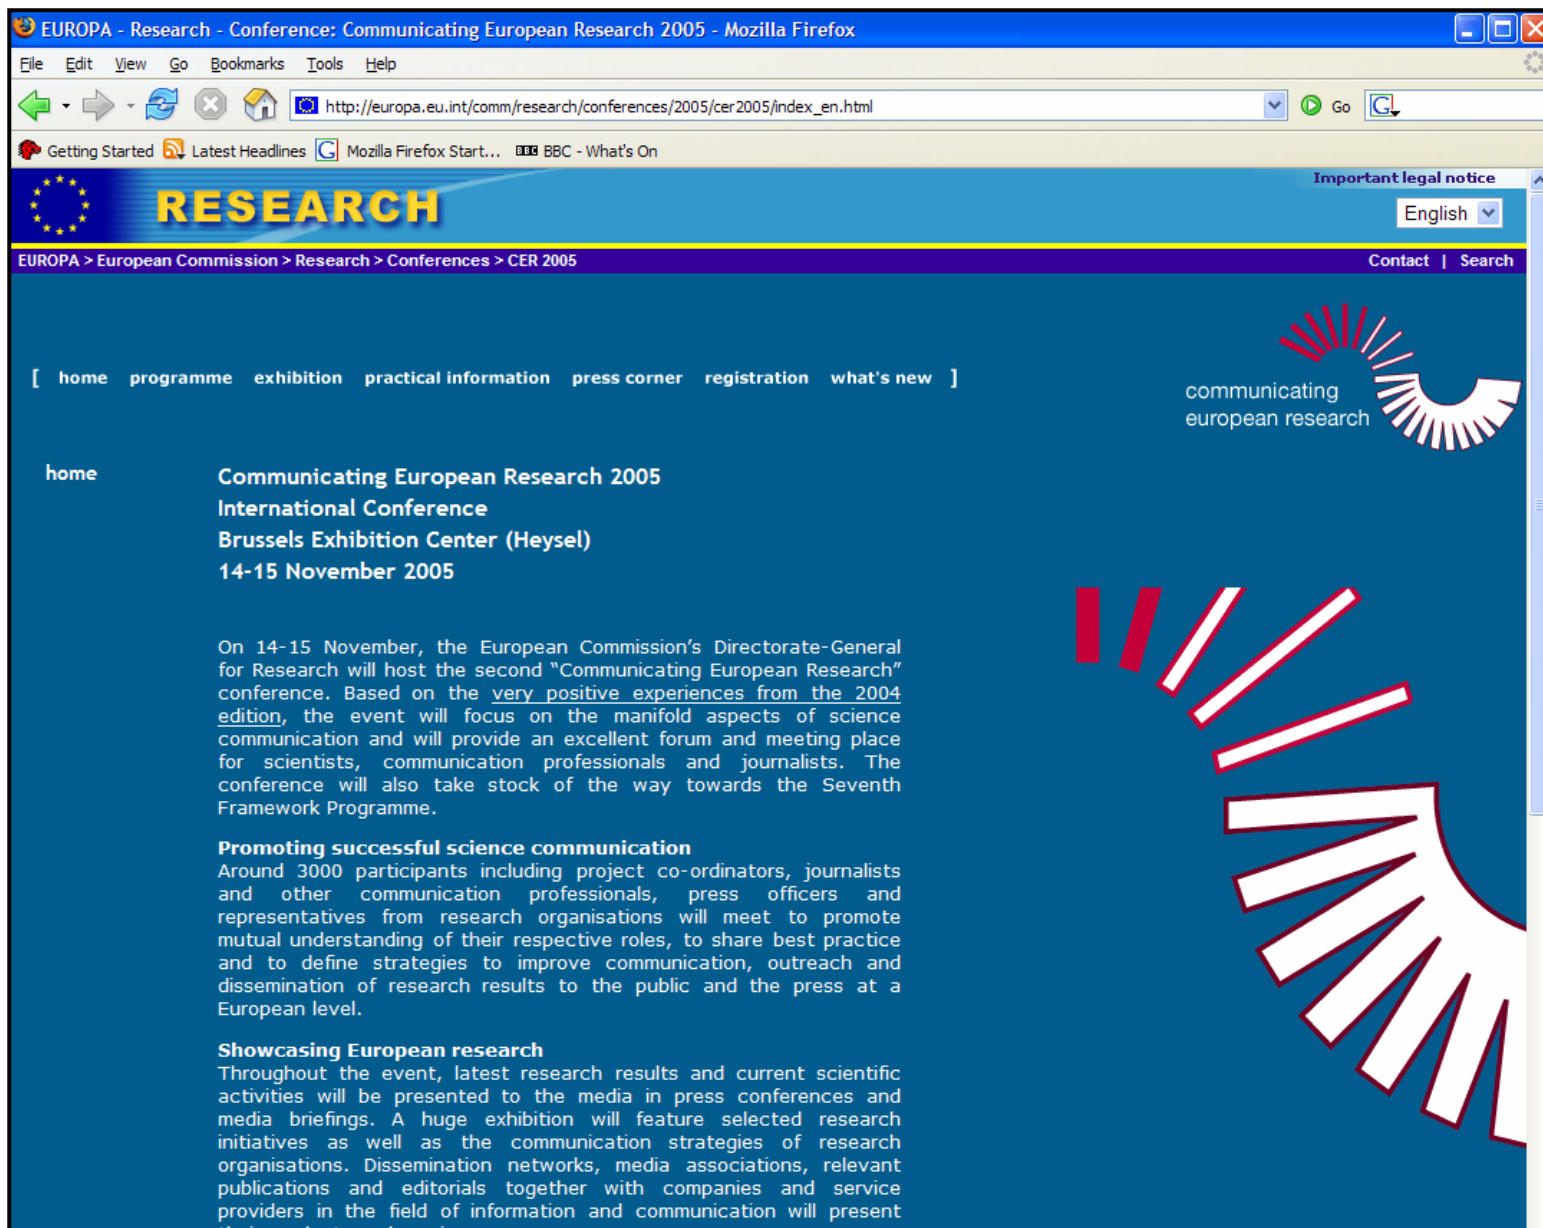 EUROPA - Research - Conference: Communicating European Research 2005 - Mozilla Firefox
File Edit View Go Bookmarks Tools Help
http://europa.eu.int/comm/research/conferences/2005/cer2005/index_en.html Go G
Getting Started Latest Headlines G Mozilla Firefox Start... BBC BBC - What's On
Important legal notice
RESEARCH
English
EUROPA > European Commission > Research > Conferences > CER 2005 Contact | Search
[ home programme exhibition practical information press corner registration what's new ]
communicating
european research
home
Communicating European Research 2005
International Conference
Brussels Exhibition Center (Heysel)
14-15 November 2005
On 14-15 November, the European Commission’s Directorate-General
for Research will host the second “Communicating European Research”
conference. Based on the very positive experiences from the 2004
edition, the event will focus on the manifold aspects of science
communication and will provide an excellent forum and meeting place
for scientists, communication professionals and journalists. The
conference will also take stock of the way towards the Seventh
Framework Programme.
Promoting successful science communication
Around 3000 participants including project co-ordinators, journalists
and other communication professionals, press officers and
representatives from research organisations will meet to promote
mutual understanding of their respective roles, to share best practice
and to define strategies to improve communication, outreach and
dissemination of research results to the public and the press at a
European level.
Showcasing European research
Throughout the event, latest research results and current scientific
activities will be presented to the media in press conferences and
media briefings. A huge exhibition will feature selected research
initiatives as well as the communication strategies of research
organisations. Dissemination networks, media associations, relevant
publications and editorials together with companies and service
providers in the field of information and communication will present